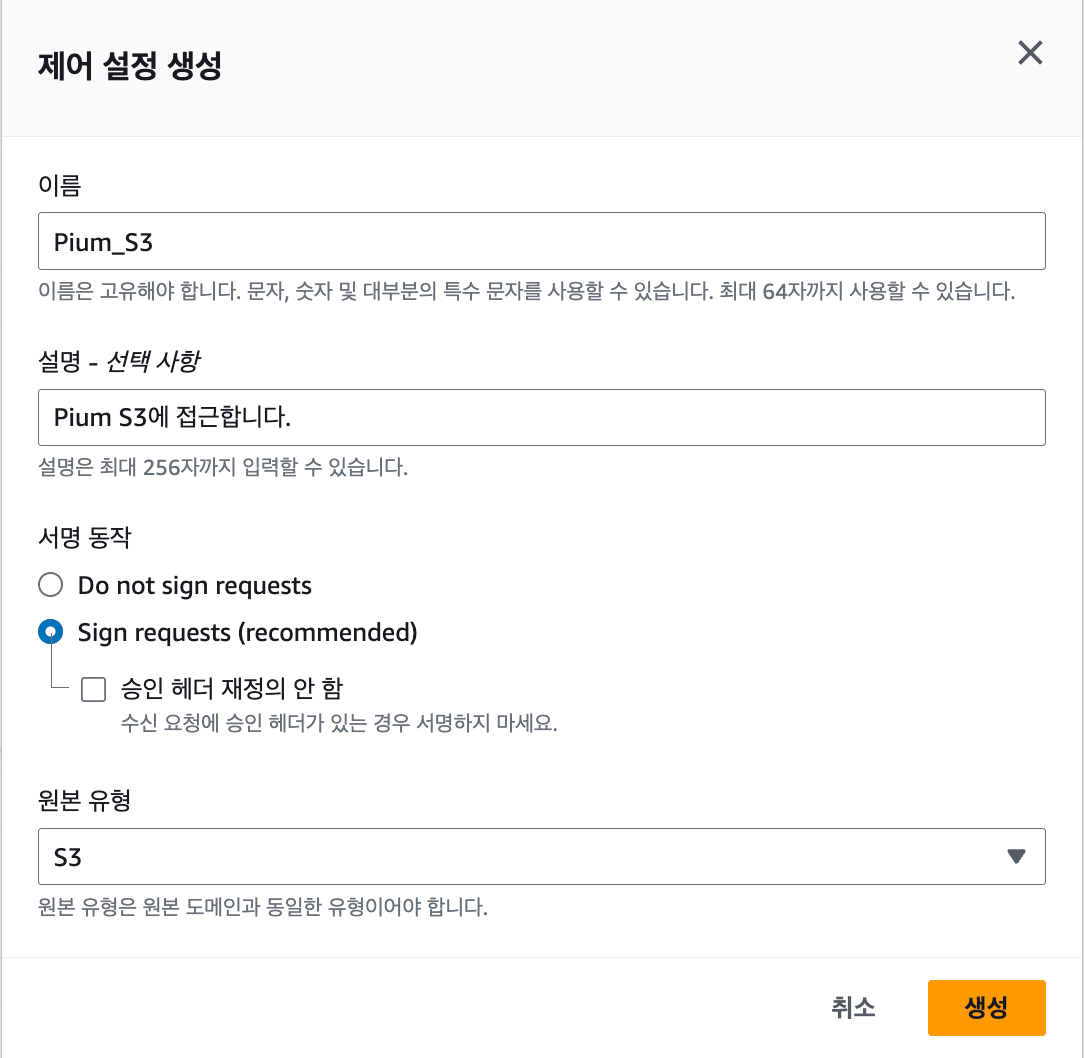 제어 설정 생성
이름
Pium_S3
이름은 고유해야 합니다. 문자, 숫자 및 대부분의 특수 문자를 사용할 수 있습니다. 최대 64자까지 사용할 수 있습니다.
설명 - 선택 사항
Pium S3에 접근합니다.
설명은 최대 256자까지 입력할 수 있습니다.
서명 동작
Do not sign requests
Sign requests (recommended)
승인 헤더 재정의 안 함
수신 요청에 승인 헤더가 있는 경우 서명하지 마세요.
원본 유형
S3
원본 유형은 원본 도메인과 동일한 유형이어야 합니다.
취소 생성